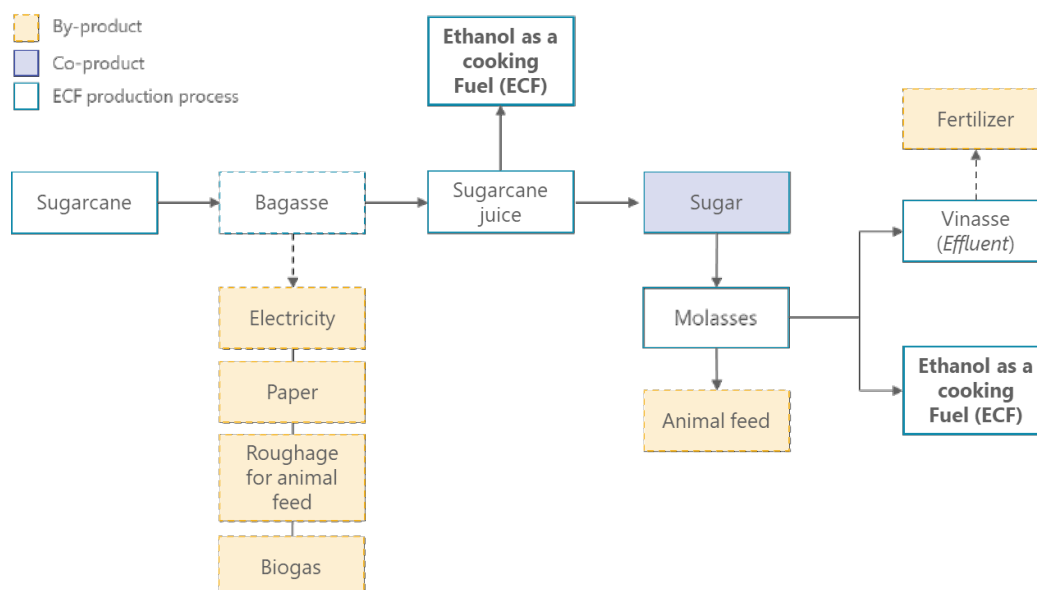 By-product
Co-product
ECF production process
Ethanol as a
cooking
Fuel (ECF)
Fertilizer
Sugarcane
Bagasse
Sugarcane
juice
Sugar
Vinasse
(Effluent)
Electricity
Molasses
Paper
Ethanol as a
cooking
Fuel (ECF)
Animal feed
Roughage
for animal
feed
Biogas